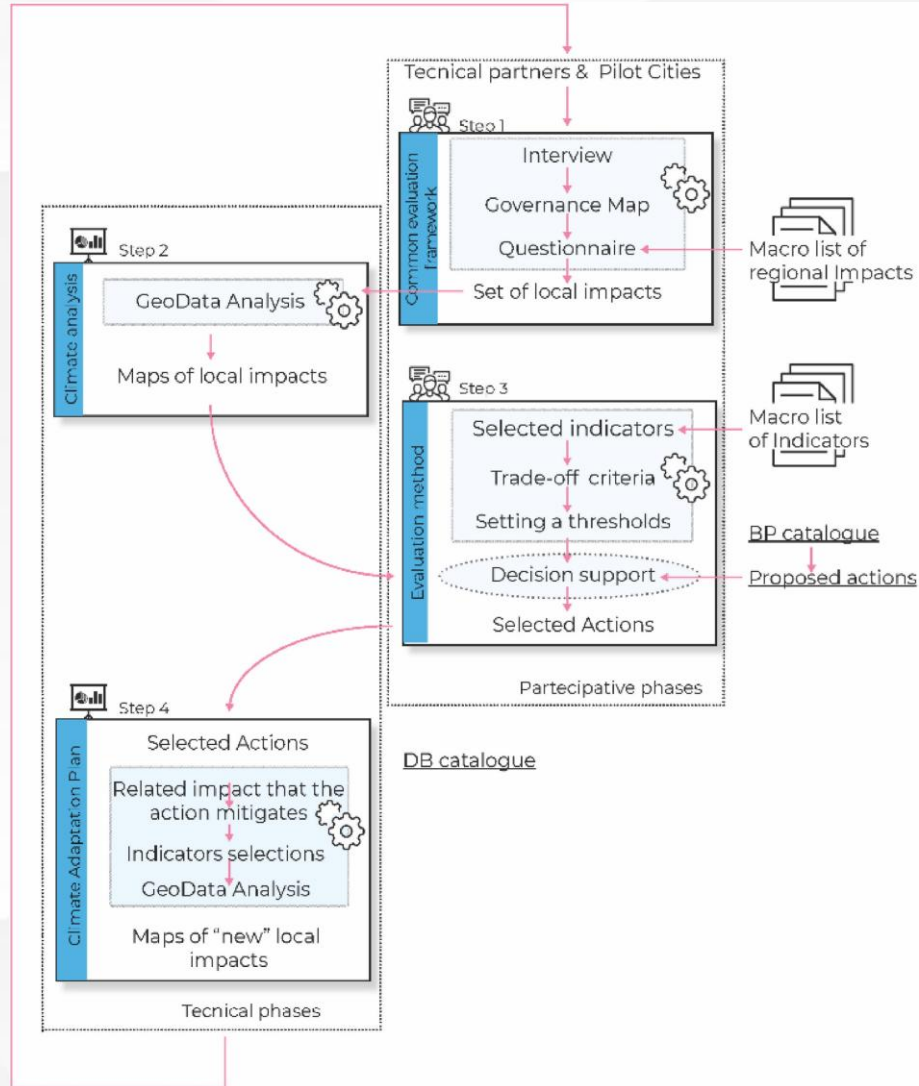 Tecnical partners & Pilot Cities
Step 1
Common evaluation
framework
Interview
Governance Map
Questionnaire
Set of local impacts
Macro list of
regional Impacts
Step 2
Climate analysis
GeoData Analysis
Maps of local impacts
Step 3
Evaluation method
Selected indicators
Trade-off criteria
Setting a thresholds
Decision support
Selected Actions
Macro list
of Indicators
BP catalogue
Proposed actions
Partecipative phases
Step 4
Climate Adaptation Plan
Selected Actions
Related impact that the
action mitigates
Indicators selections
GeoData Analysis
Maps of “new” local
impacts
Tecnical phases
DB catalogue